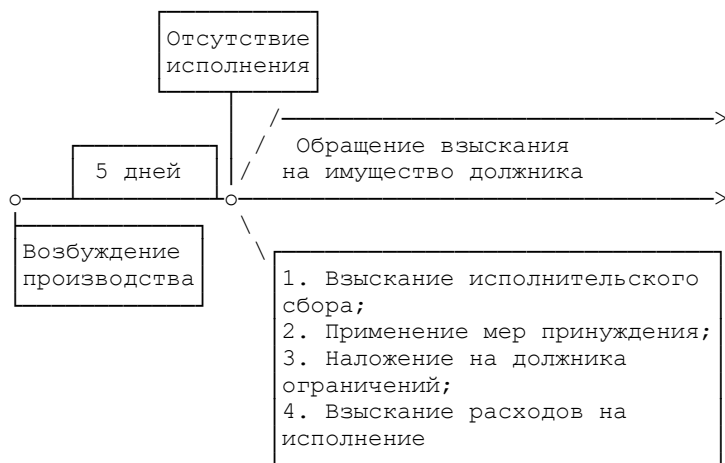 Отсутствие
исполнения
Обращение взыскания
на имущество должника
5 дней
Возбуждение
производства
1. Взыскание исполнительского
сбора;
2. Применение мер принуждения;
3. Наложение на должника
ограничений;
4. Взыскание расходов на
исполнение